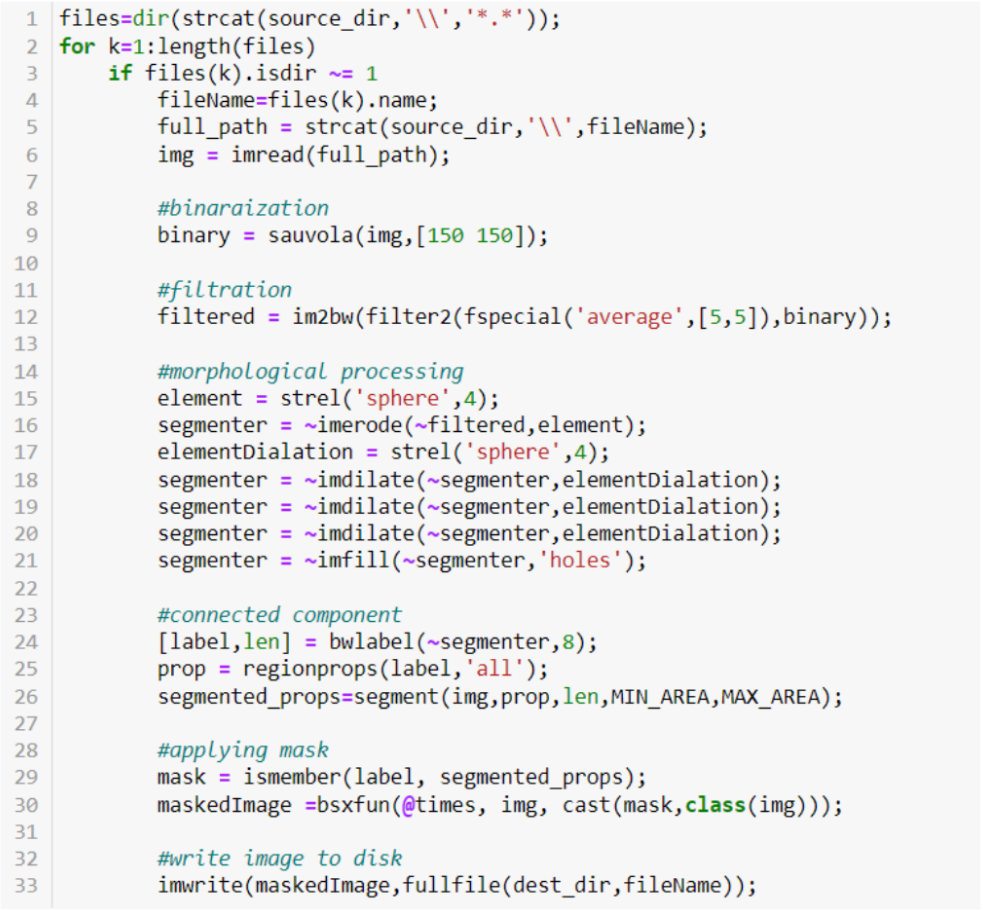 1 files=dir(strcat(source_dir,'\\','*.*'));
2 for k=1:length(files)
3     if files(k).isdir ~= 1
4         fileName=files(k).name;
5         full_path = strcat(source_dir,'\\',fileName);
6         img = imread(full_path);
7
8         #binaraization
9         binary = sauvola(img,[150 150]);
10
11         #filtration
12         filtered = im2bw(filter2(fspecial('average',[5,5]),binary));
13
14         #morphological processing
15         element = strel('sphere',4);
16         segmenter = ~imerode(~filtered,element);
17         elementDialation = strel('sphere',4);
18         segmenter = ~imdilate(~segmenter,elementDialation);
19         segmenter = ~imdilate(~segmenter,elementDialation);
20         segmenter = ~imdilate(~segmenter,elementDialation);
21         segmenter = ~imfill(~segmenter,'holes');
22
23         #connected component
24         [label,len] = bwlabel(~segmenter,8);
25         prop = regionprops(label,'all');
26         segmented_props=segment(img,prop,len,MIN_AREA,MAX_AREA);
27
28         #applying mask
29         mask = ismember(label, segmented_props);
30         maskedImage =bsxfun(@times, img, cast(mask,class(img)));
31
32         #write image to disk
33         imwrite(maskedImage,fullfile(dest_dir,fileName));